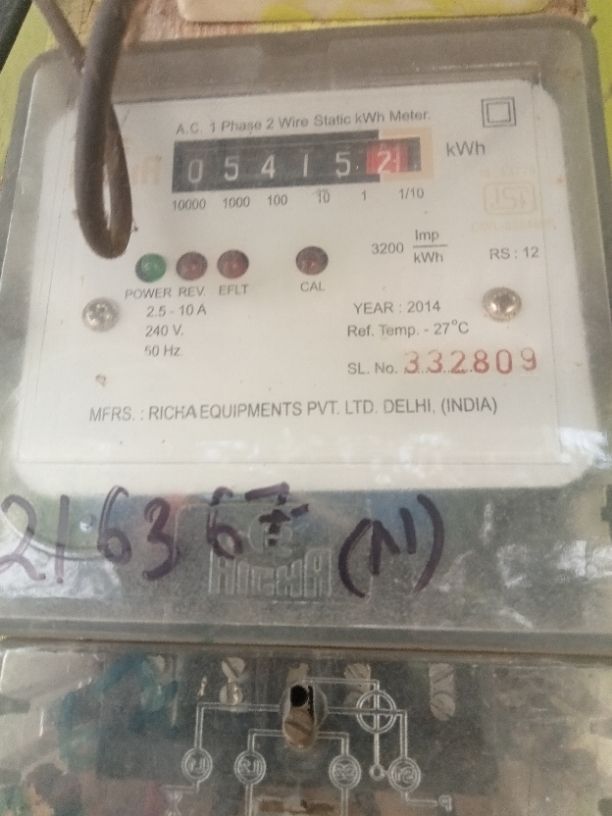 A.C. 1 Phase 2 Wire Static kWh Meter.
0 5 4 1 5 2 kWh
10000 1000 100 10 1 1/10
3200 Imp/kWh
RS : 12
POWER REV. EFLT CAL
2.5 - 10 A
240 V.
50 Hz.
YEAR : 2014
Ref. Temp. - 27°C
SL. No. 332809
MFRS. : RICHA EQUIPMENTS PVT. LTD. DELHI, (INDIA)
216367 (N)
RICHA